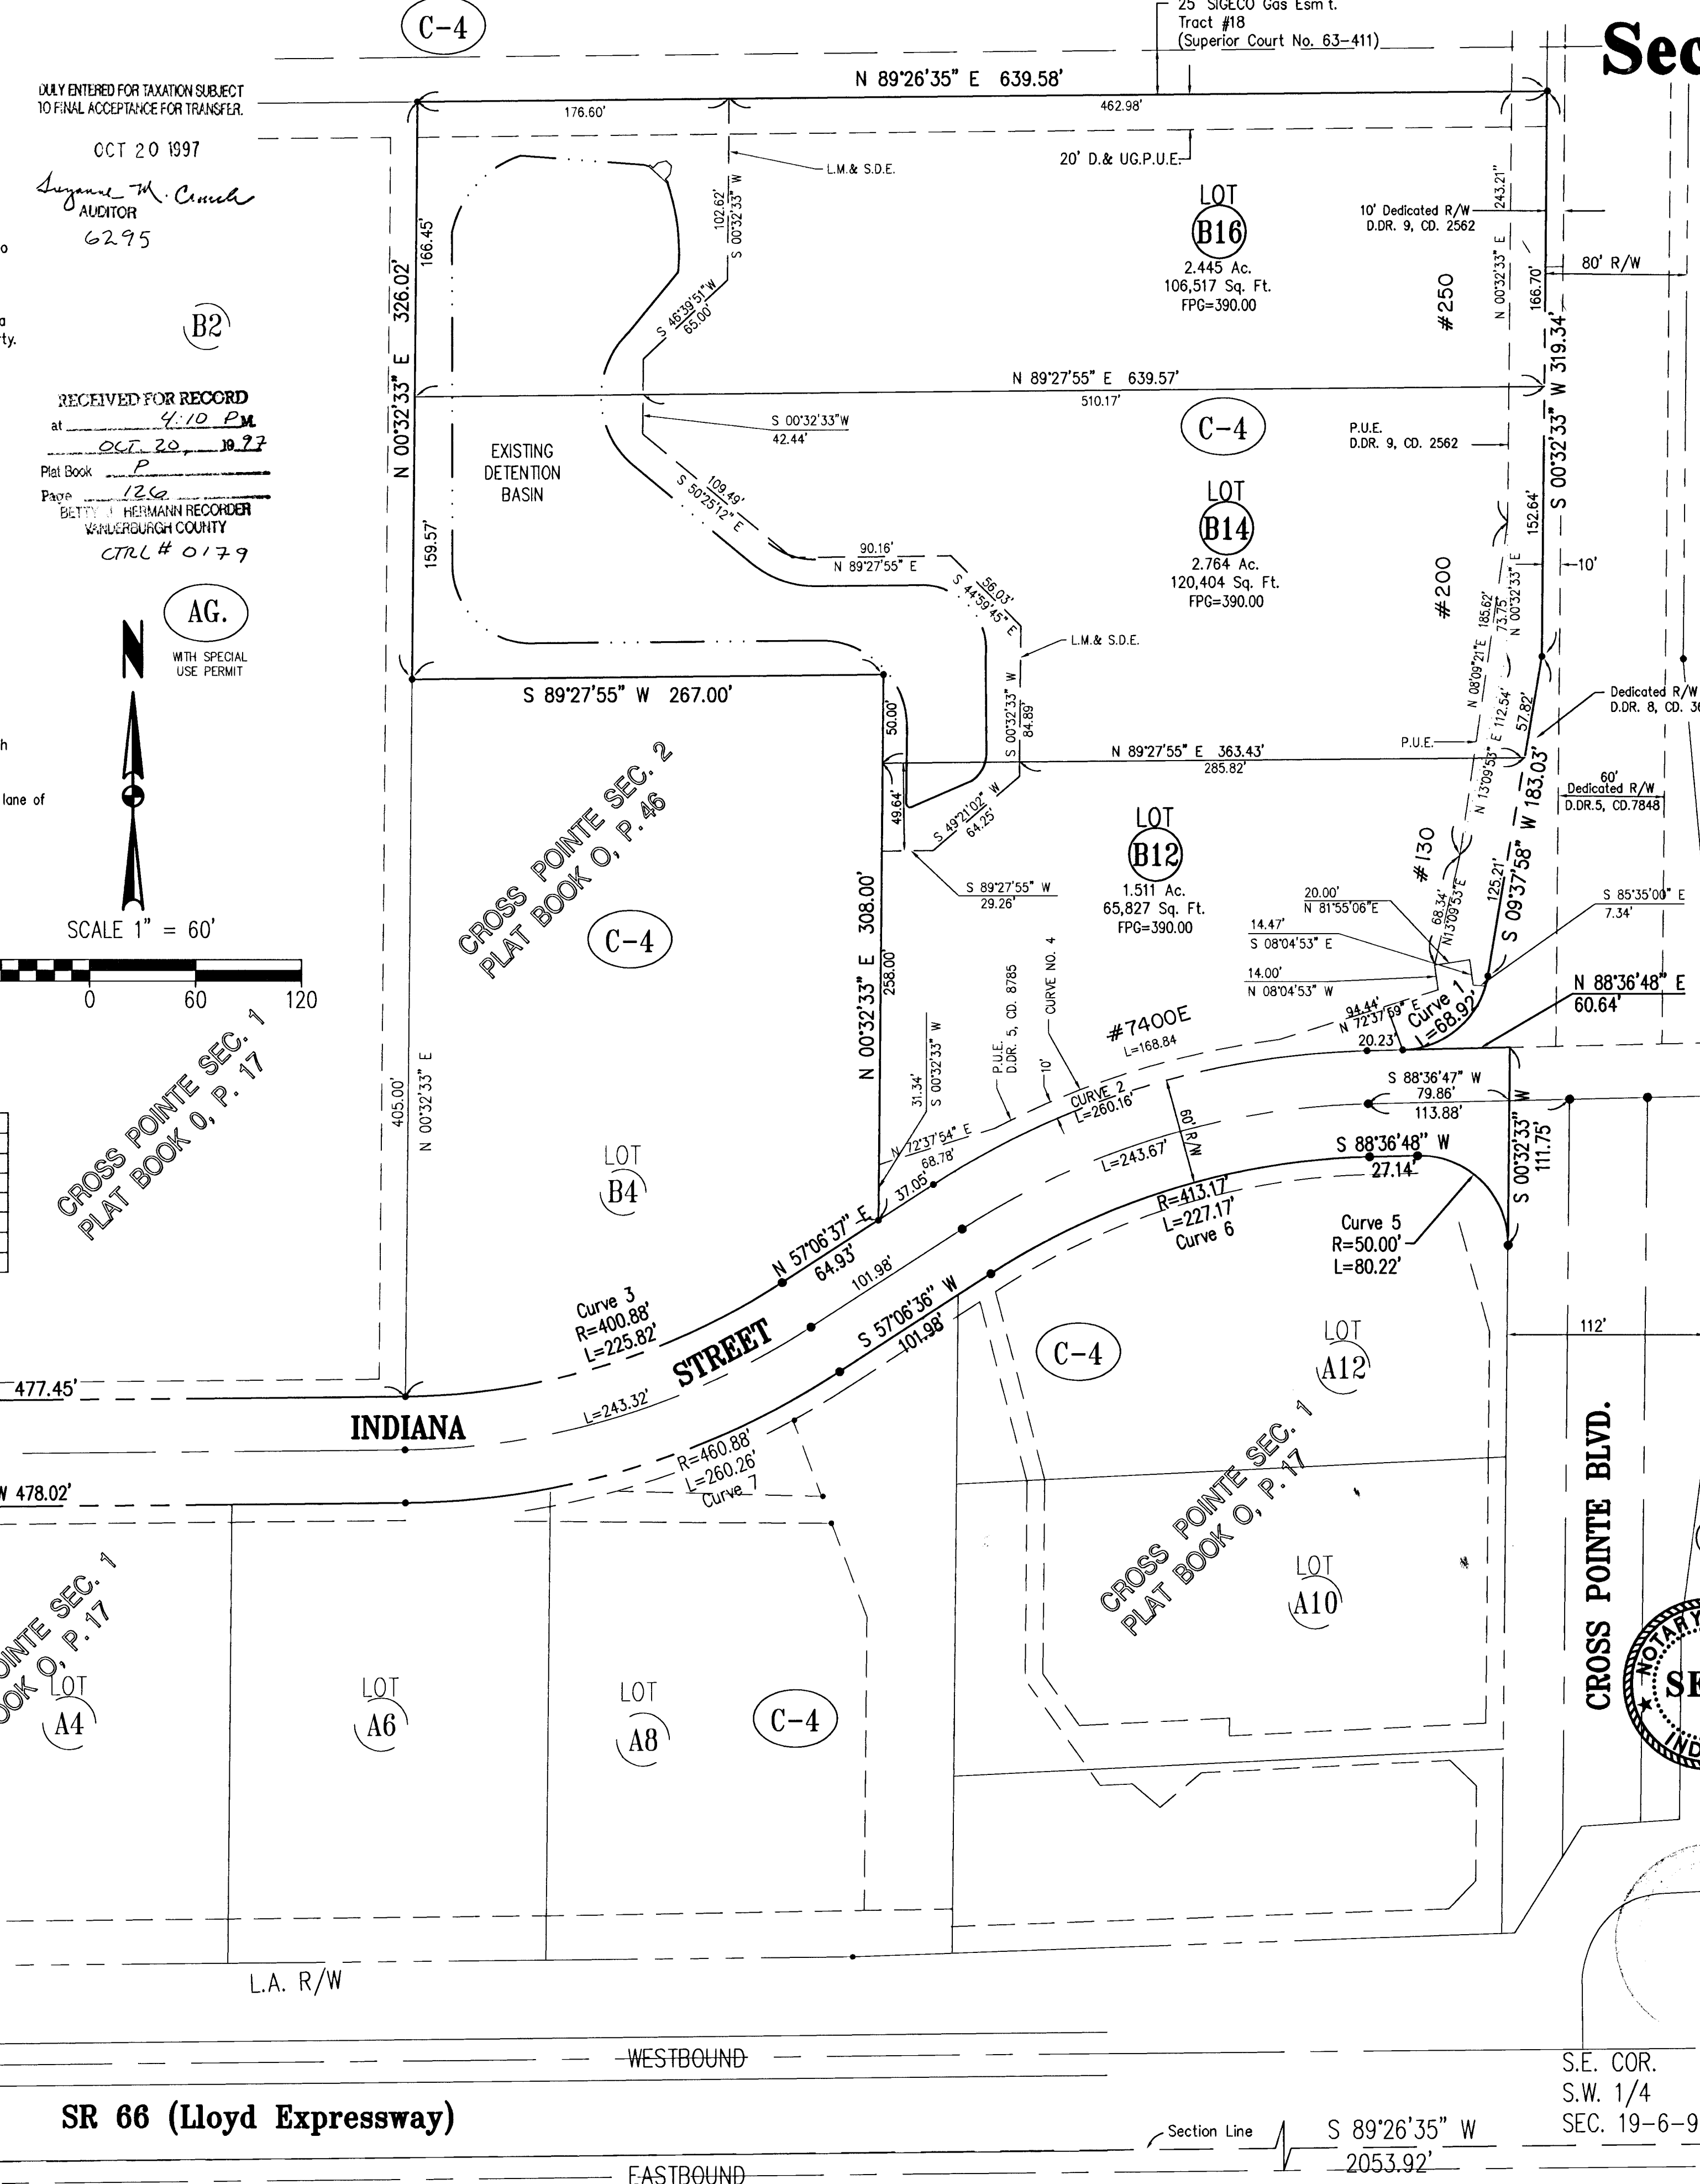 C-4
25' SIGECO Gas Esm't.
Tract #18
(Superior Court No. 63-411)
Sec
DULY ENTERED FOR TAXATION SUBJECT
TO FINAL ACCEPTANCE FOR TRANSFER.
OCT 20 1997
AUDITOR
6295
N 89°26'35" E 639.58'
176.60'
462.98'
20' D.& UG.P.U.E.
L.M.& S.D.E.
102.62'
S 00°32'33" W
S 46°39'51" W
65.00'
LOT
B16
2.445 Ac.
106,517 Sq. Ft.
FPG=390.00
#250
10' Dedicated R/W
D.DR. 9, CD. 2562
N 00°32'33" E 243.21'
166.70'
80' R/W
S 00°32'33" W 319.34'
N 00°32'33" E 326.02'
166.45'
159.57'
B2
o
a
ty.
RECEIVED FOR RECORD
at 4:10 PM
OCT. 20, 1997
Plat Book P
Page 126
BETTY J HERMANN RECORDER
VANDERBURGH COUNTY
CTRL # 0179
AG.
WITH SPECIAL
USE PERMIT
N
h
lane of
SCALE 1" = 60'
0 60 120
N 89°27'55" E 639.57'
510.17'
S 00°32'33"W
42.44'
EXISTING
DETENTION
BASIN
109.49'
S 50°25'12" E
90.16'
N 89°27'55" E
56.03'
S 44°59'45" E
L.M.& S.D.E.
S 00°32'33" W
84.89'
C-4
LOT
B14
2.764 Ac.
120,404 Sq. Ft.
FPG=390.00
#200
P.U.E.
D.DR. 9, CD. 2562
152.64'
10'
N 08°09'21"E 185.62'
73.75'
N 00°32'33" E
N 13°09'53" E 112.54'
57.82'
P.U.E.
Dedicated R/W
D.DR. 8, CD. 36
S 89°27'55" W 267.00'
50.00'
N 89°27'55" E 363.43'
285.82'
49.64'
S 49°21'02" W
64.25'
S 89°27'55" W
29.26'
LOT
B12
1.511 Ac.
65,827 Sq. Ft.
FPG=390.00
#130
60'
Dedicated R/W
D.DR.5, CD.7848
S 09°37'58" W 183.03'
125.21'
68.34'
N13°09'53"E
20.00'
N 81°55'06"E
14.47'
S 08°04'53" E
14.00'
N 08°04'53" W
S 85°35'00" E
7.34'
N 88°36'48" E
60.64'
CROSS POINTE SEC. 2
PLAT BOOK O, P. 46
C-4
N 00°32'33" E 308.00'
258.00'
31.34'
S 00°32'33" W
P.U.E.
D.DR. 5, CD. 8785
CURVE NO. 4
10'
#7400E
L=168.84
94.44'
N 72°37'59" E
Curve 1
L=68.92'
20.23'
CURVE 2
L=260.16'
N 72°37'54" E
68.78'
37.05'
60' R/W
L=243.67'
S 88°36'47" W
79.86'
113.88'
S 88°36'48" W
27.14'
S 00°32'33" W
111.75'
CROSS POINTE SEC. 1
PLAT BOOK O, P. 17
405.00'
N 00°32'33" E
LOT
B4
N 57°06'37" E
64.93'
101.98'
S 57°06'36" W
101.98'
R=413.17'
L=227.17'
Curve 6
Curve 5
R=50.00'
L=80.22'
Curve 3
R=400.88'
L=225.82'
INDIANA STREET
L=243.32'
R=460.88'
L=260.26'
Curve 7
477.45'
W 478.02'
C-4
LOT
A12
112'
CROSS POINTE BLVD.
CROSS POINTE SEC. 1
PLAT BOOK O, P. 17
LOT
A10
OINTE SEC. 1
OOK O, P. 17
LOT
A4
LOT
A6
LOT
A8
C-4
NOTARY
SE
IND
L.A. R/W
WESTBOUND
SR 66 (Lloyd Expressway)
EASTBOUND
Section Line
S 89°26'35" W
2053.92'
S.E. COR.
S.W. 1/4
SEC. 19-6-9